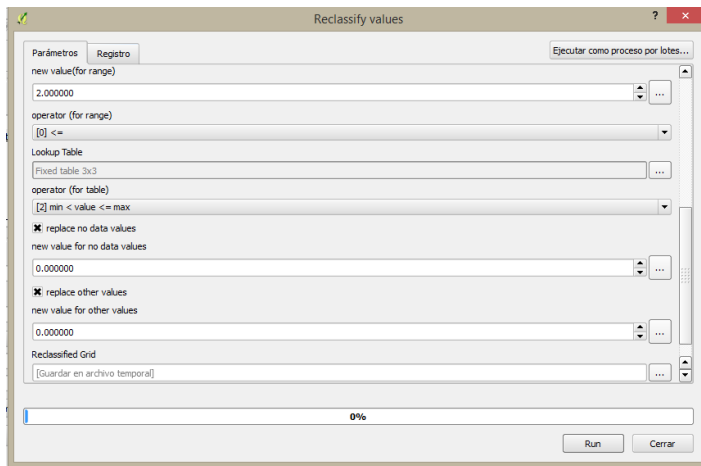 Reclassify values
? x
Parámetros Registro
Ejecutar como proceso por lotes...
new value(for range)
2.000000
...
operator (for range)
[0] <=
Lookup Table
Fixed table 3x3
...
operator (for table)
[2] min < value <= max
replace no data values
new value for no data values
0.000000
...
replace other values
new value for other values
0.000000
...
Reclassified Grid
[Guardar en archivo temporal]
...
0%
Run Cerrar